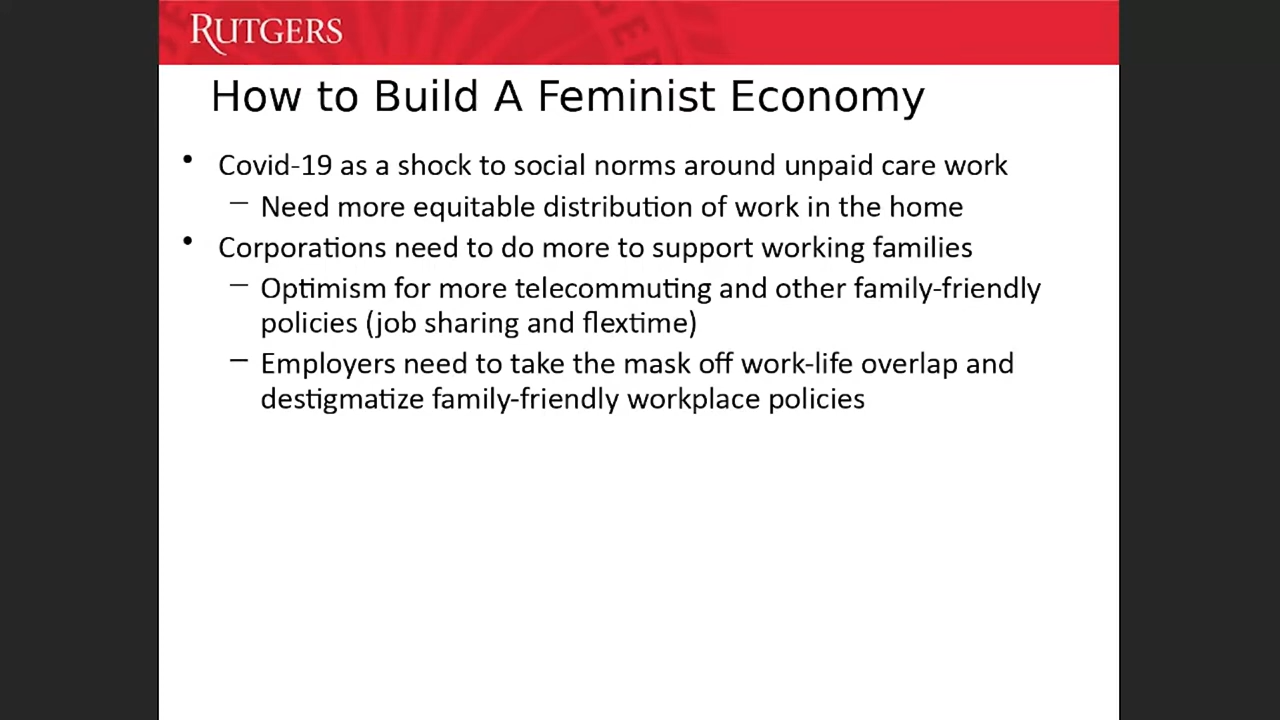 RUTGERS
How to Build A Feminist Economy
• Covid-19 as a shock to social norms around unpaid care work
– Need more equitable distribution of work in the home
• Corporations need to do more to support working families
– Optimism for more telecommuting and other family-friendly
policies (job sharing and flextime)
– Employers need to take the mask off work-life overlap and
destigmatize family-friendly workplace policies